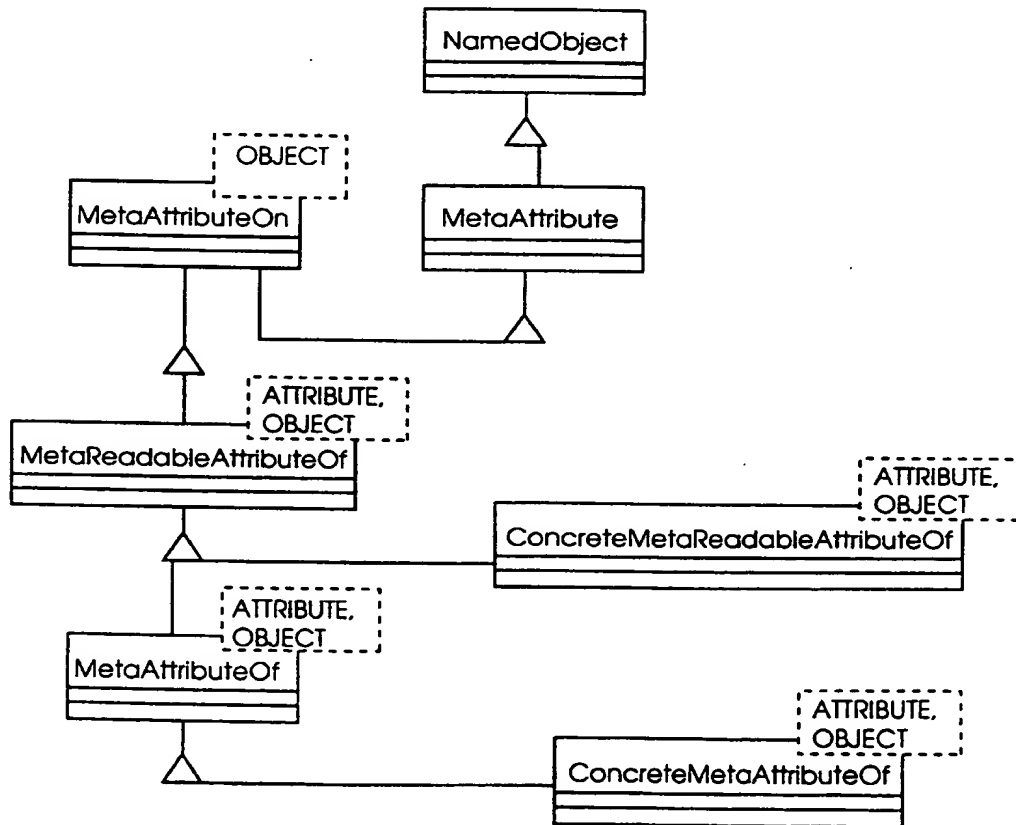 NamedObject
OBJECT
MetaAttributeOn
MetaAttribute
ATTRIBUTE,
OBJECT
MetaReadableAttributeOf
ATTRIBUTE,
OBJECT
ConcreteMetaReadableAttributeOf
ATTRIBUTE,
OBJECT
MetaAttributeOf
ATTRIBUTE,
OBJECT
ConcreteMetaAttributeOf